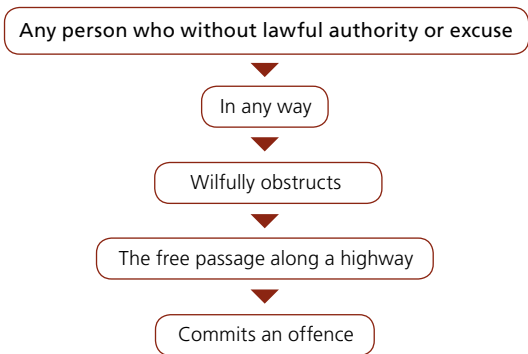 Any person who without lawful authority or excuse
In any way
Wilfully obstructs
The free passage along a highway
Commits an offence